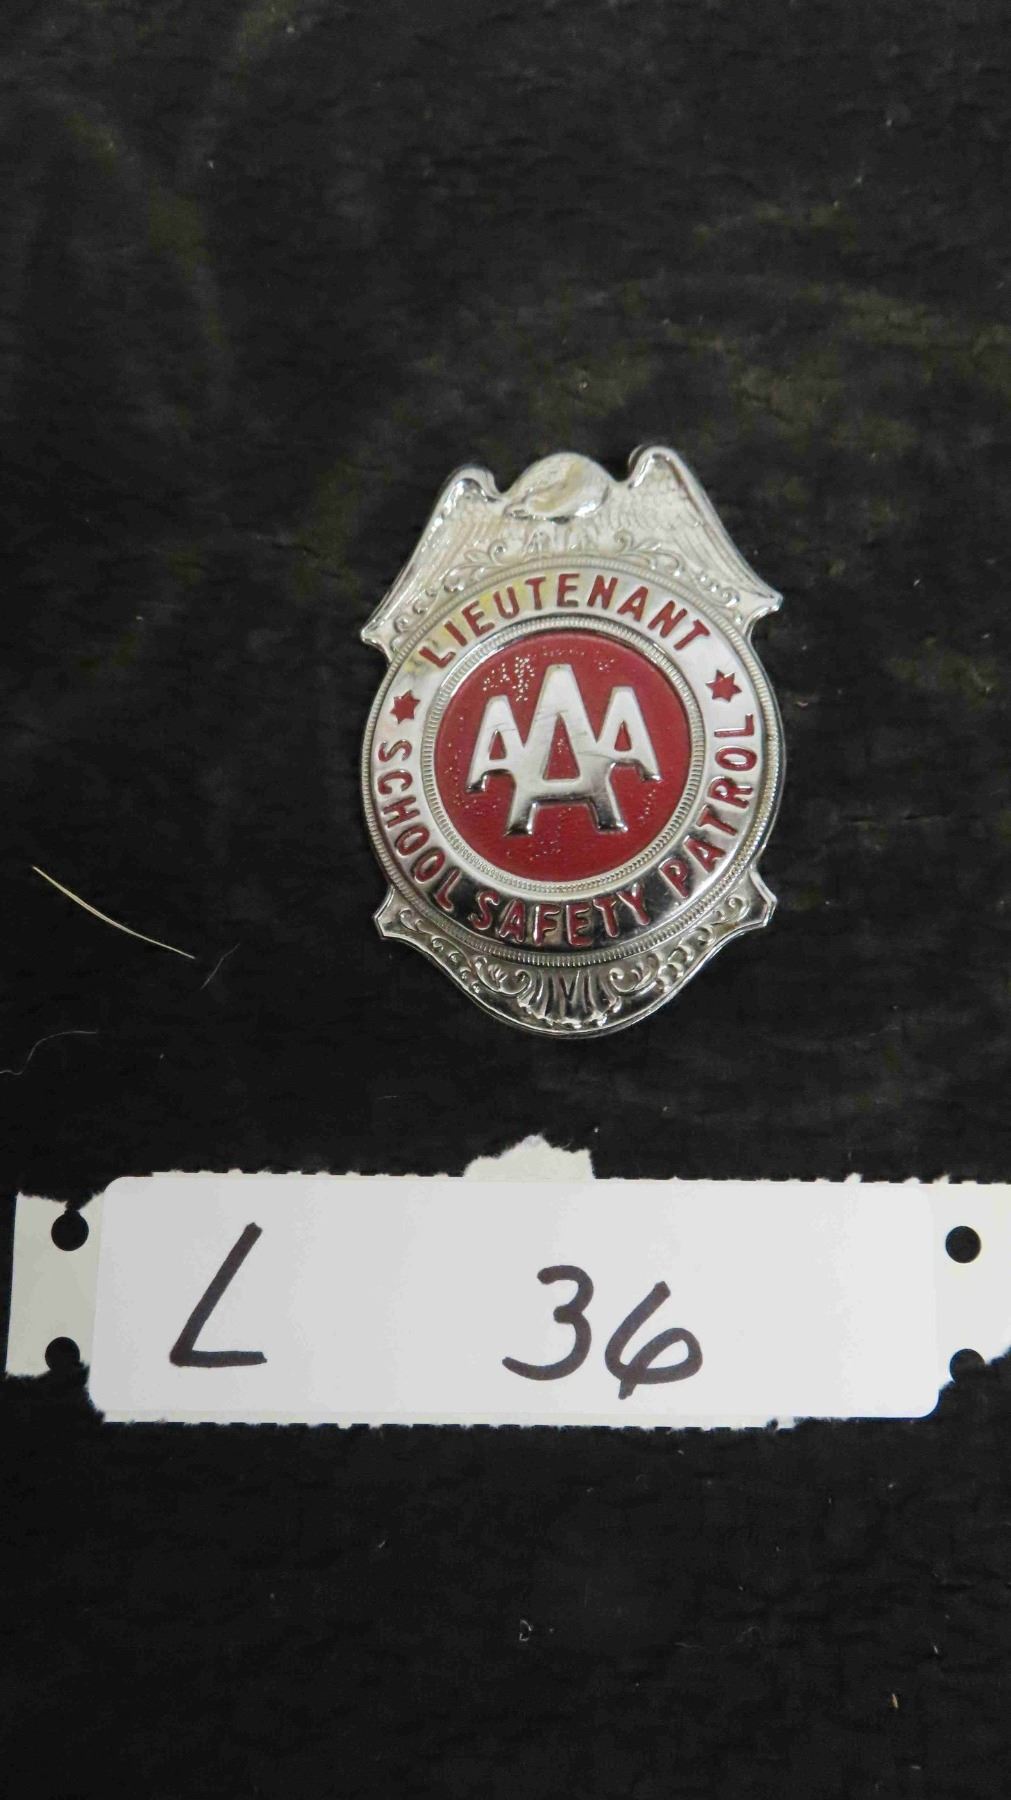 LIEUTENANT
AAA
SCHOOL SAFETY PATROL
L 36